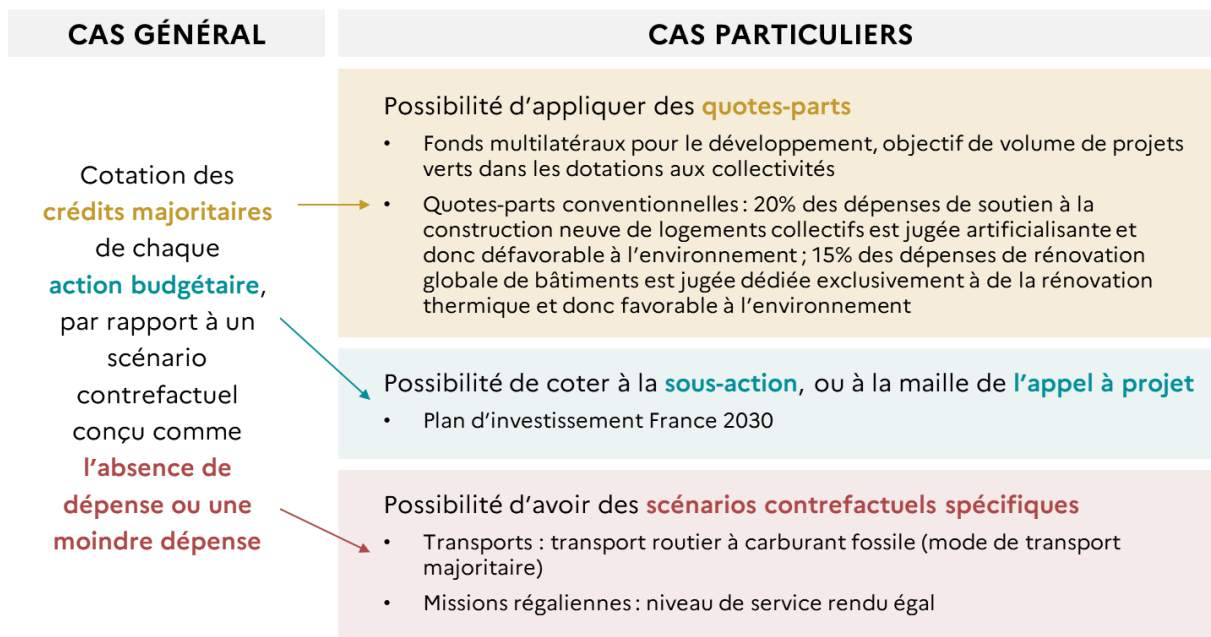 CAS GÉNÉRAL
Cotation des
crédits majoritaires
de chaque
action budgétaire,
par rapport à un
scénario
contrefactuel
conçu comme
l’absence de
dépense ou une
moindre dépense
CAS PARTICULIERS
Possibilité d’appliquer des quotes-parts
• Fonds multilatéraux pour le développement, objectif de volume de projets
verts dans les dotations aux collectivités
• Quotes-parts conventionnelles : 20% des dépenses de soutien à la
construction neuve de logements collectifs est jugée artificialisante et
donc défavorable à l’environnement ; 15% des dépenses de rénovation
globale de bâtiments est jugée dédiée exclusivement à de la rénovation
thermique et donc favorable à l’environnement
Possibilité de coter à la sous-action, ou à la maille de l’appel à projet
• Plan d’investissement France 2030
Possibilité d’avoir des scénarios contrefactuels spécifiques
• Transports : transport routier à carburant fossile (mode de transport
majoritaire)
• Missions régaliennes : niveau de service rendu égal